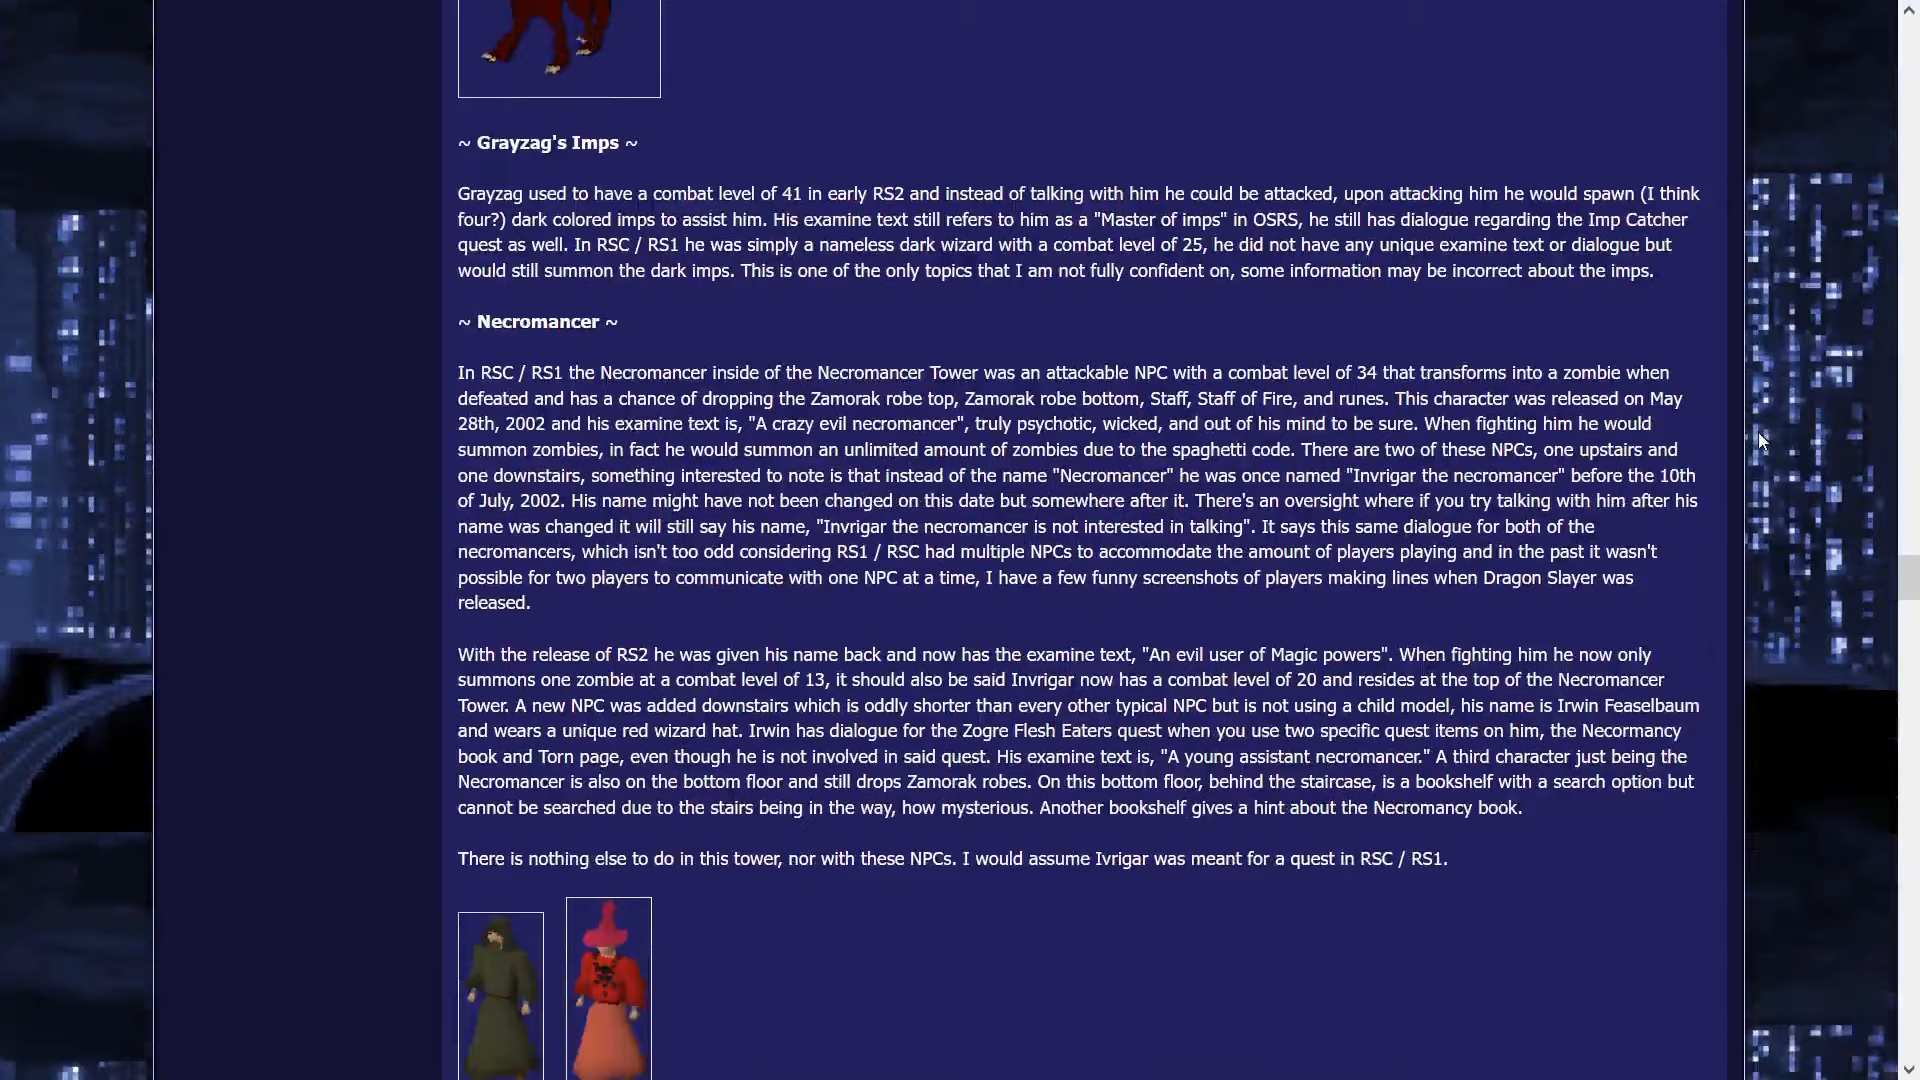 ~ Grayzag's Imps ~
Grayzag used to have a combat level of 41 in early RS2 and instead of talking with him he could be attacked, upon attacking him he would spawn (I think
four?) dark colored imps to assist him. His examine text still refers to him as a "Master of imps" in OSRS, he still has dialogue regarding the Imp Catcher
quest as well. In RSC / RS1 he was simply a nameless dark wizard with a combat level of 25, he did not have any unique examine text or dialogue but
would still summon the dark imps. This is one of the only topics that I am not fully confident on, some information may be incorrect about the imps.
~ Necromancer ~
In RSC / RS1 the Necromancer inside of the Necromancer Tower was an attackable NPC with a combat level of 34 that transforms into a zombie when
defeated and has a chance of dropping the Zamorak robe top, Zamorak robe bottom, Staff, Staff of Fire, and runes. This character was released on May
28th, 2002 and his examine text is, "A crazy evil necromancer", truly psychotic, wicked, and out of his mind to be sure. When fighting him he would
summon zombies, in fact he would summon an unlimited amount of zombies due to the spaghetti code. There are two of these NPCs, one upstairs and
one downstairs, something interested to note is that instead of the name "Necromancer" he was once named "Invrigar the necromancer" before the 10th
of July, 2002. His name might have not been changed on this date but somewhere after it. There's an oversight where if you try talking with him after his
name was changed it will still say his name, "Invrigar the necromancer is not interested in talking". It says this same dialogue for both of the
necromancers, which isn't too odd considering RS1 / RSC had multiple NPCs to accommodate the amount of players playing and in the past it wasn't
possible for two players to communicate with one NPC at a time, I have a few funny screenshots of players making lines when Dragon Slayer was
released.
With the release of RS2 he was given his name back and now has the examine text, "An evil user of Magic powers". When fighting him he now only
summons one zombie at a combat level of 13, it should also be said Invrigar now has a combat level of 20 and resides at the top of the Necromancer
Tower. A new NPC was added downstairs which is oddly shorter than every other typical NPC but is not using a child model, his name is Irwin Feaselbaum
and wears a unique red wizard hat. Irwin has dialogue for the Zogre Flesh Eaters quest when you use two specific quest items on him, the Necormancy
book and Torn page, even though he is not involved in said quest. His examine text is, "A young assistant necromancer." A third character just being the
Necromancer is also on the bottom floor and still drops Zamorak robes. On this bottom floor, behind the staircase, is a bookshelf with a search option but
cannot be searched due to the stairs being in the way, how mysterious. Another bookshelf gives a hint about the Necromancy book.
There is nothing else to do in this tower, nor with these NPCs. I would assume Ivrigar was meant for a quest in RSC / RS1.